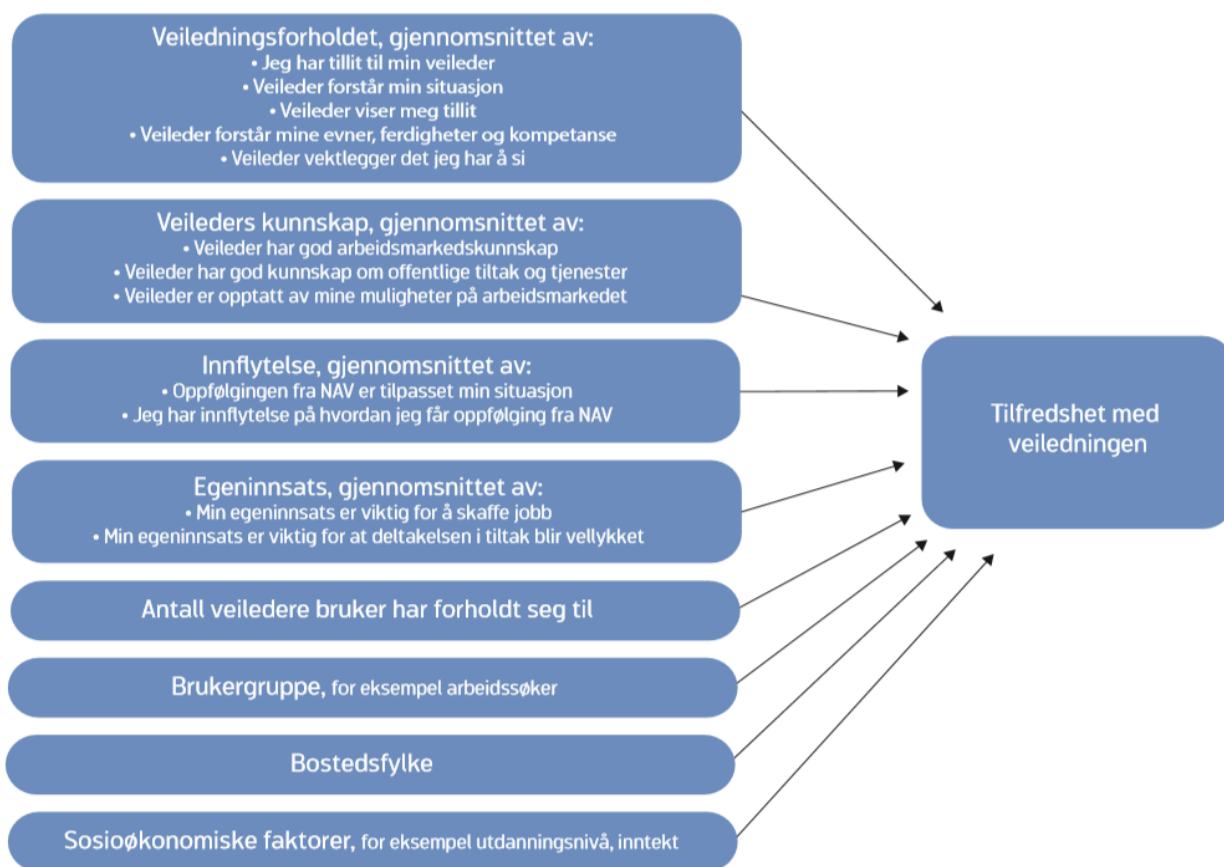 Veiledningsforholdet, gjennomsnittet av:
• Jeg har tillit til min veileder
• Veileder forstår min situasjon
• Veileder viser meg tillit
• Veileder forstår mine evner, ferdigheter og kompetanse
• Veileder vektlegger det jeg har å si
Veileders kunnskap, gjennomsnittet av:
• Veileder har god arbeidsmarkedskunnskap
• Veileder har god kunnskap om offentlige tiltak og tjenester
• Veileder er opptatt av mine muligheter på arbeidsmarkedet
Innflytelse, gjennomsnittet av:
• Oppfølgingen fra NAV er tilpasset min situasjon
• Jeg har innflytelse på hvordan jeg får oppfølging fra NAV
Egeninnsats, gjennomsnittet av:
• Min egeninnsats er viktig for å skaffe jobb
• Min egeninnsats er viktig for at deltakelsen i tiltak blir vellykket
Antall veiledere bruker har forholdt seg til
Brukergruppe, for eksempel arbeidssøker
Bostedsfylke
Sosioøkonomiske faktorer, for eksempel utdanningsnivå, inntekt
Tilfredshet med
veiledningen